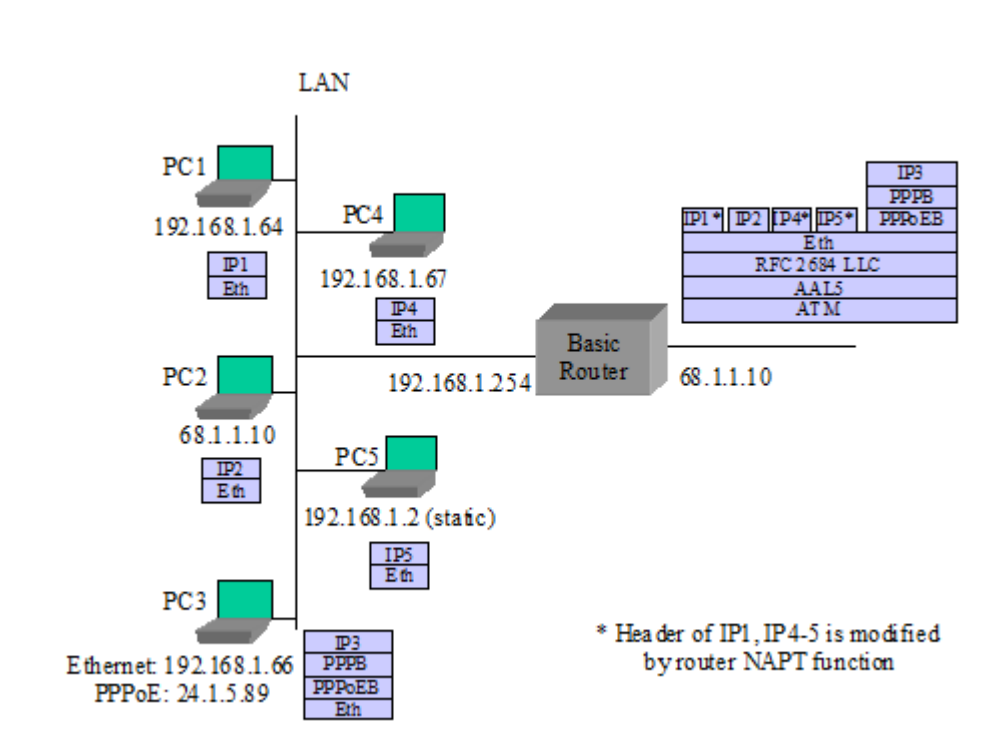 LAN
PC1
192.168.1.64
IP1
Eth
PC4
192.168.1.67
IP4
Eth
IP3
PPPB
IP1* IP2 IP4* IP5* PPPoEB
Eth
RFC 2684 LLC
AAL5
ATM
Basic
Router
192.168.1.254
68.1.1.10
PC2
68.1.1.10
IP2
Eth
PC5
192.168.1.2 (static)
IP5
Eth
PC3
Ethernet: 192.168.1.66
PPPoE: 24.1.5.89
IP3
PPPB
PPPoEB
Eth
* Header of IP1, IP4-5 is modified
by router NAPT function